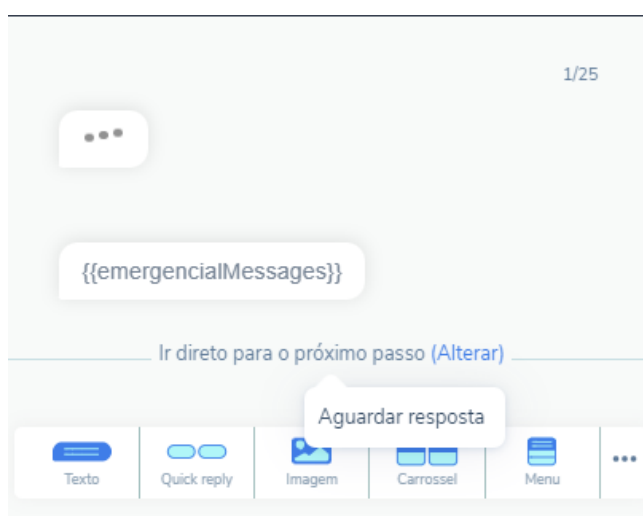 1/25
{{emergencialMessages}}
Ir direto para o próximo passo (Alterar)
Aguardar resposta
Texto Quick reply Imagem Carrossel Menu